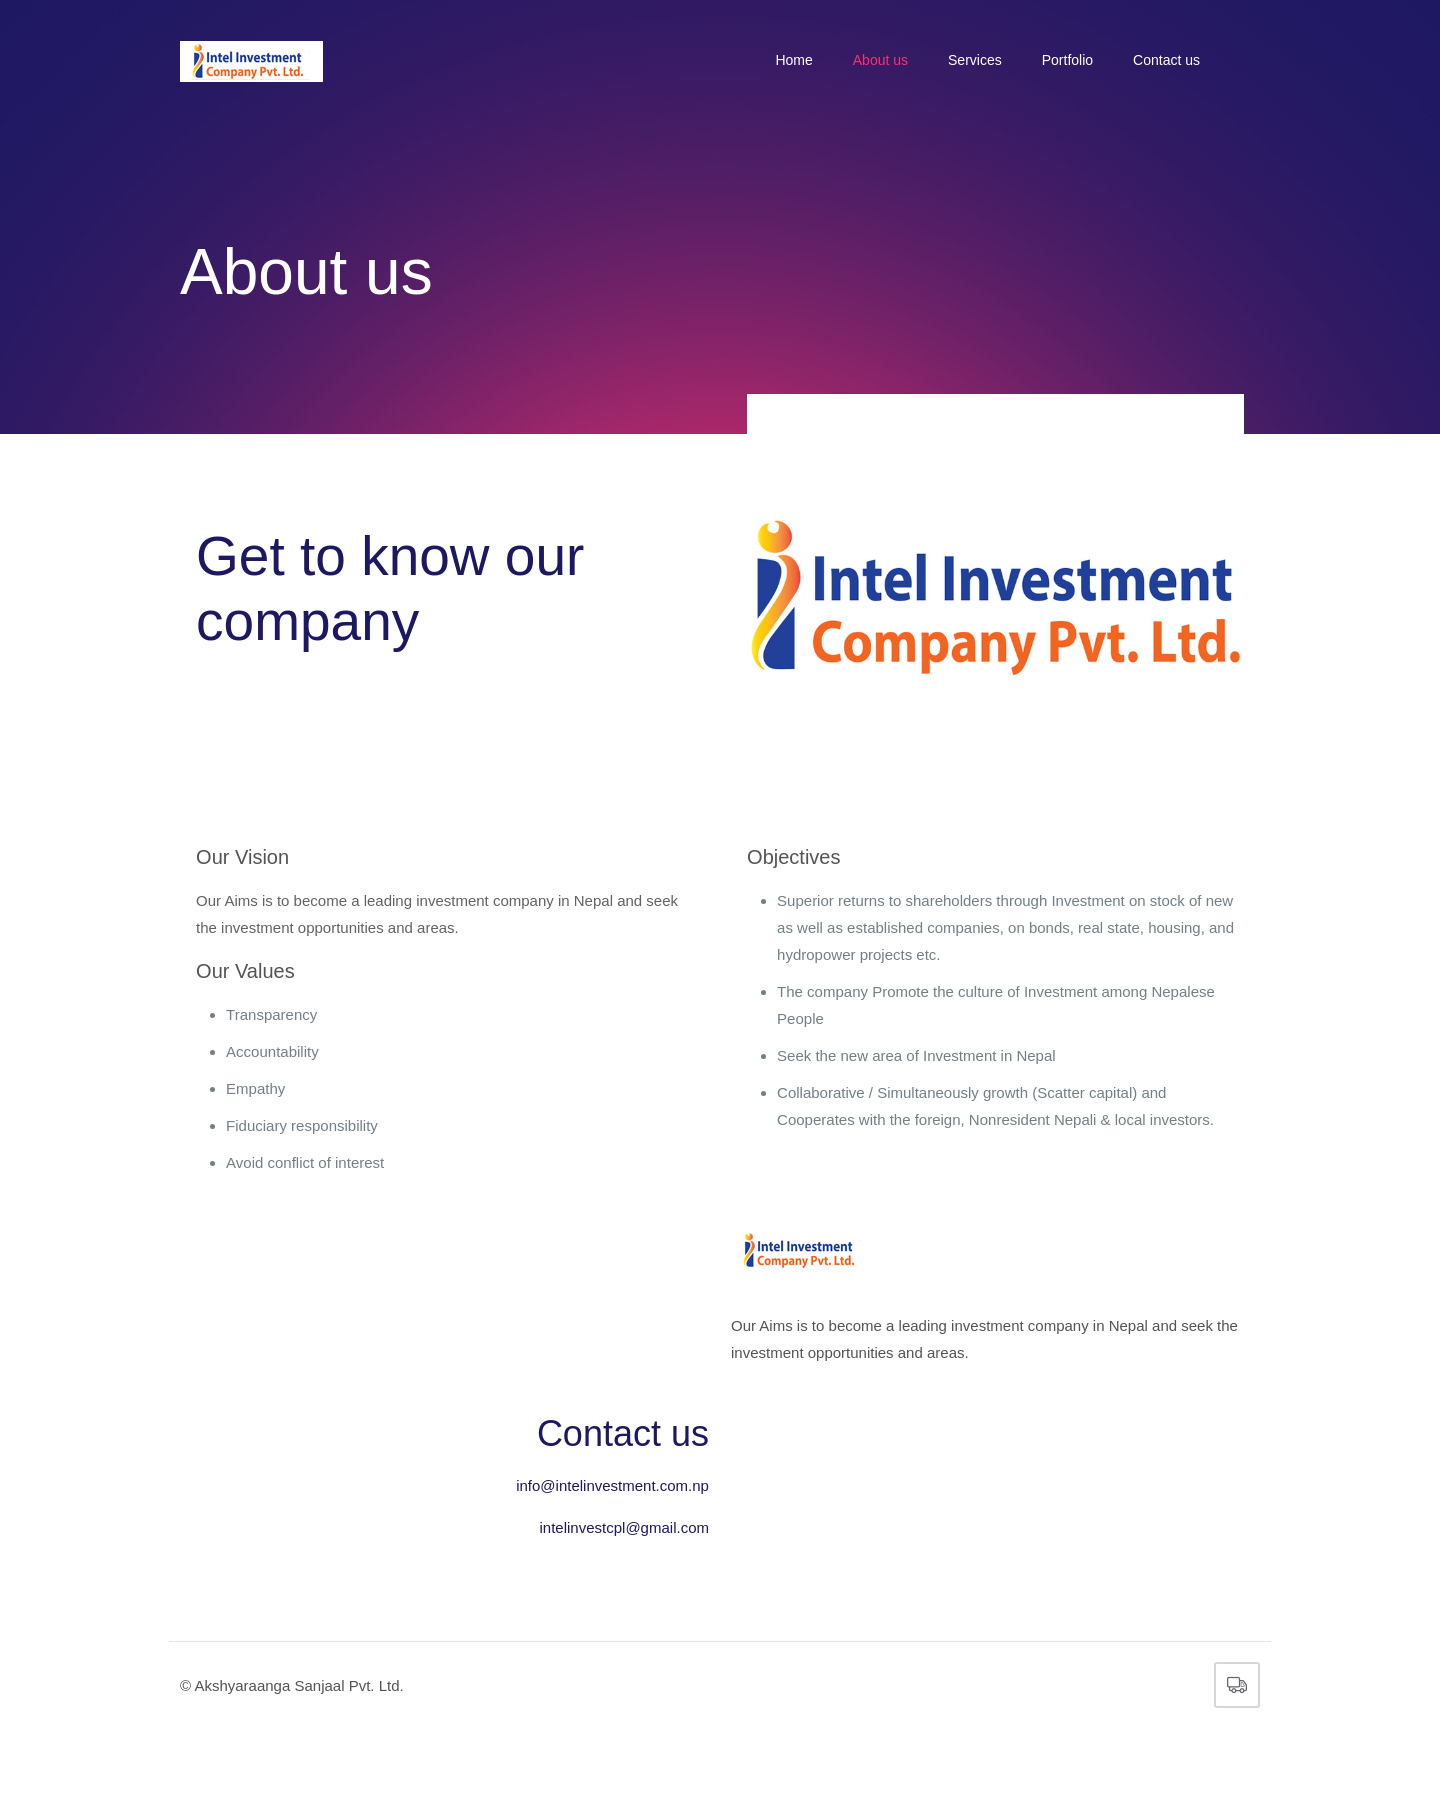 Intel Investment
Company Pvt. Ltd.
Home
About us
Services
Portfolio
Contact us
About us
Get to know our
company
Intel Investment
Company Pvt. Ltd.
Our Vision
Our Aims is to become a leading investment company in Nepal and seek
the investment opportunities and areas.
Our Values
Transparency
Accountability
Empathy
Fiduciary responsibility
Avoid conflict of interest
Objectives
Superior returns to shareholders through Investment on stock of new
as well as established companies, on bonds, real state, housing, and
hydropower projects etc.
The company Promote the culture of Investment among Nepalese
People
Seek the new area of Investment in Nepal
Collaborative / Simultaneously growth (Scatter capital) and
Cooperates with the foreign, Nonresident Nepali & local investors.
Intel Investment
Company Pvt. Ltd.
Our Aims is to become a leading investment company in Nepal and seek the
investment opportunities and areas.
Contact us
info@intelinvestment.com.np
intelinvestcpl@gmail.com
© Akshyaraanga Sanjaal Pvt. Ltd.